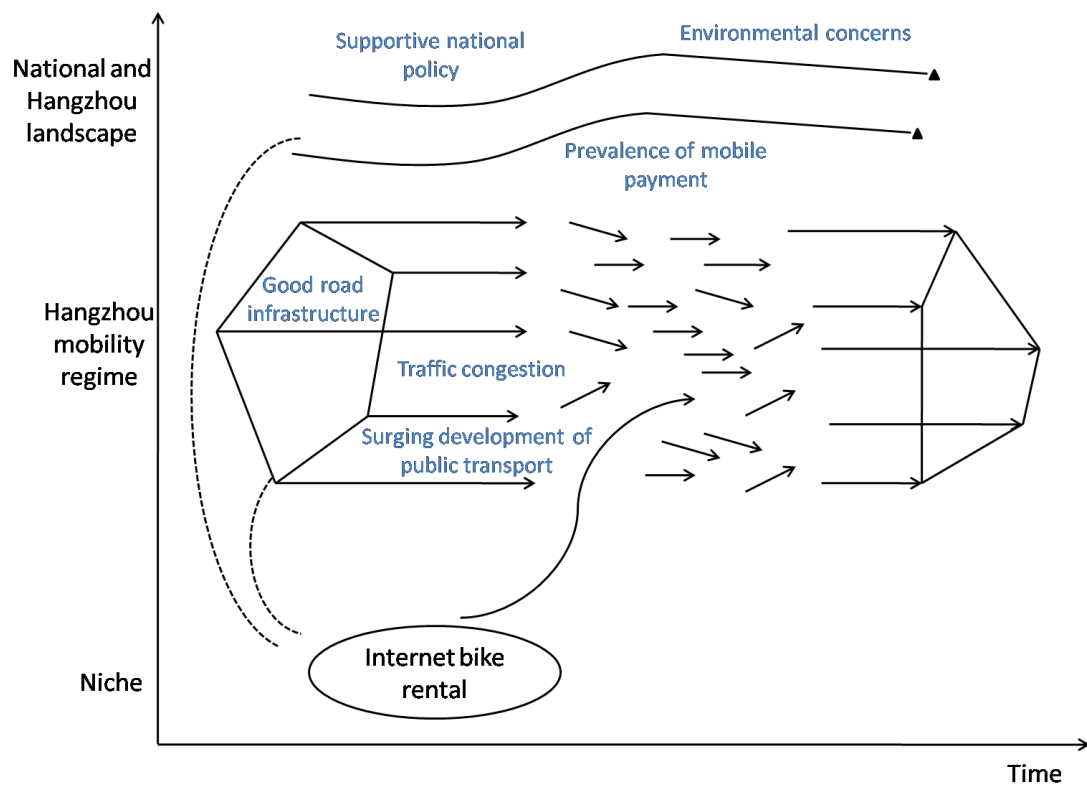 Supportive national
policy
Environmental concerns
National and
Hangzhou
landscape
Prevalence of mobile
payment
Good road
infrastructure
Hangzhou
mobility
regime
Traffic congestion
Surging development of
public transport
Internet bike
rental
Niche
Time